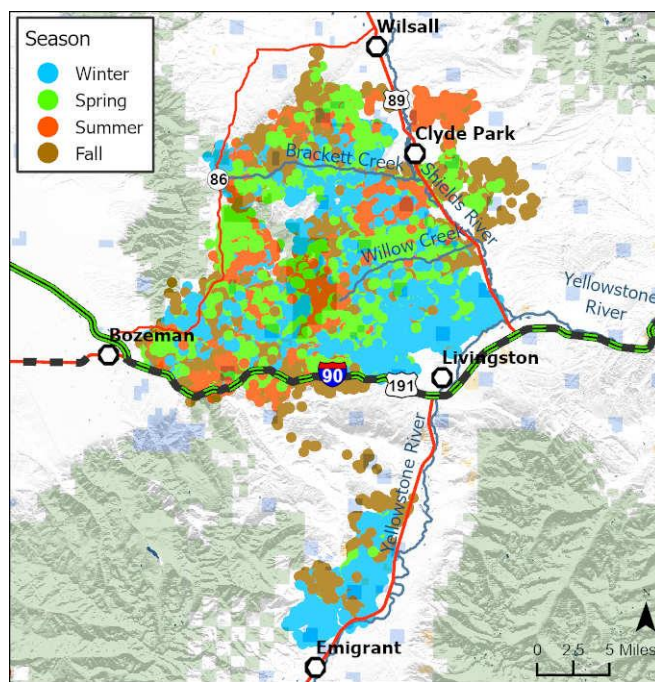 Season
Winter
Spring
Summer
Fall
Wilsall
89
Clyde Park
Brackett Creek
86
Shields River
Willow Creek
Yellowstone
River
Bozeman
Livingston
90
191
Yellowstone River
Emigrant
N
0 2.5 5 Miles